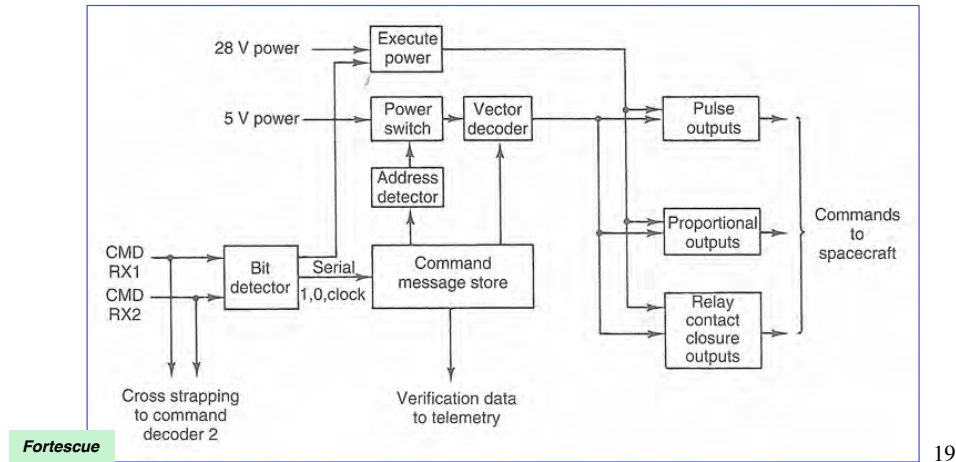 28 V power
Execute
power
5 V power
Power
switch
Vector
decoder
Pulse
outputs
Address
detector
Proportional
outputs
Commands
to
spacecraft
CMD
RX1
CMD
RX2
Bit
detector
Serial
1,0,clock
Command
message store
Relay
contact
closure
outputs
Cross strapping
to command
decoder 2
Verification data
to telemetry
Fortescue
19